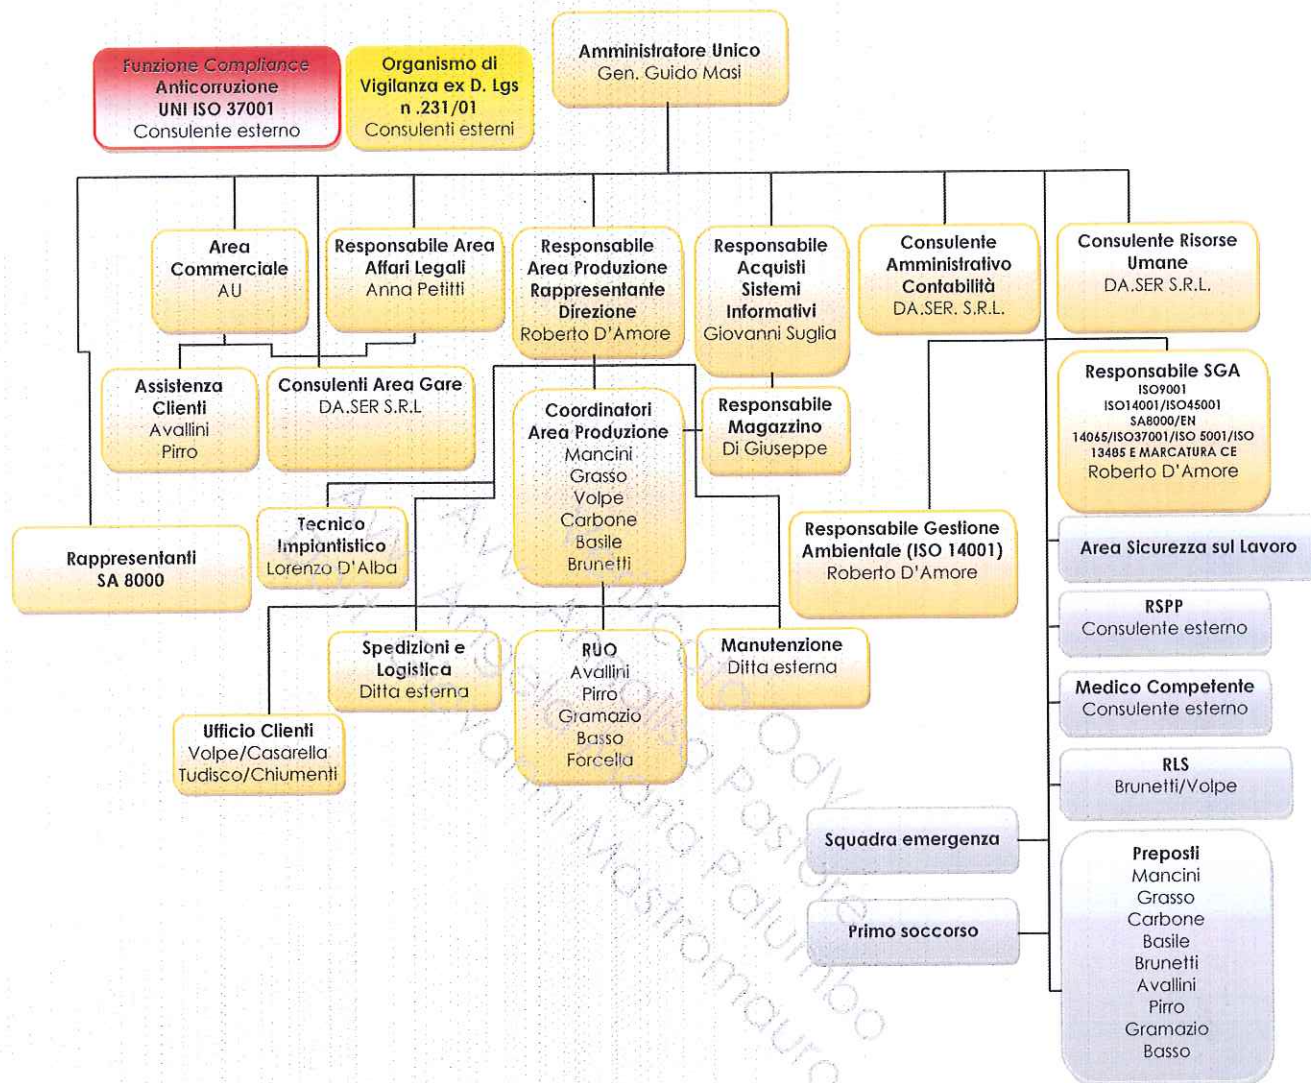 Funzione Compliance
Anticorruzione
UNI ISO 37001
Consulente esterno
Organismo di
Vigilanza ex D. Lgs
n .231/01
Consulenti esterni
Amministratore Unico
Gen. Guido Masi
Area
Commerciale
AU
Responsabile Area
Affari Legali
Anna Petitti
Responsabile
Area Produzione
Rappresentante
Direzione
Roberto D'Amore
Responsabile
Acquisti
Sistemi
Informativi
Giovanni Suglia
Consulente
Amministrativo
Contabilità
DA.SER. S.R.L.
Consulente Risorse
Umane
DA.SER S.R.L.
Assistenza
Clienti
Avallini
Pirro
Consulenti Area Gare
DA.SER S.R.L
Coordinatori
Area Produzione
Mancini
Grasso
Volpe
Carbone
Basile
Brunetti
Responsabile
Magazzino
Di Giuseppe
Responsabile SGA
ISO9001
ISO14001/ISO45001
SA8000/EN
14065/ISO37001/ISO 5001/ISO
13485 E MARCATURA CE
Roberto D'Amore
Rappresentanti
SA 8000
Tecnico
Impiantistico
Lorenzo D'Alba
Responsabile Gestione
Ambientale (ISO 14001)
Roberto D'Amore
Area Sicurezza sul Lavoro
RSPP
Consulente esterno
Medico Competente
Consulente esterno
RLS
Brunetti/Volpe
Ufficio Clienti
Volpe/Casarella
Tudisco/Chiumenti
Spedizioni e
Logistica
Ditta esterna
RUO
Avallini
Pirro
Gramazio
Basso
Forcella
Manutenzione
Ditta esterna
Squadra emergenza
Primo soccorso
Preposti
Mancini
Grasso
Carbone
Basile
Brunetti
Avallini
Pirro
Gramazio
Basso
OdV
Pastore
Palumbo
Mastromauro